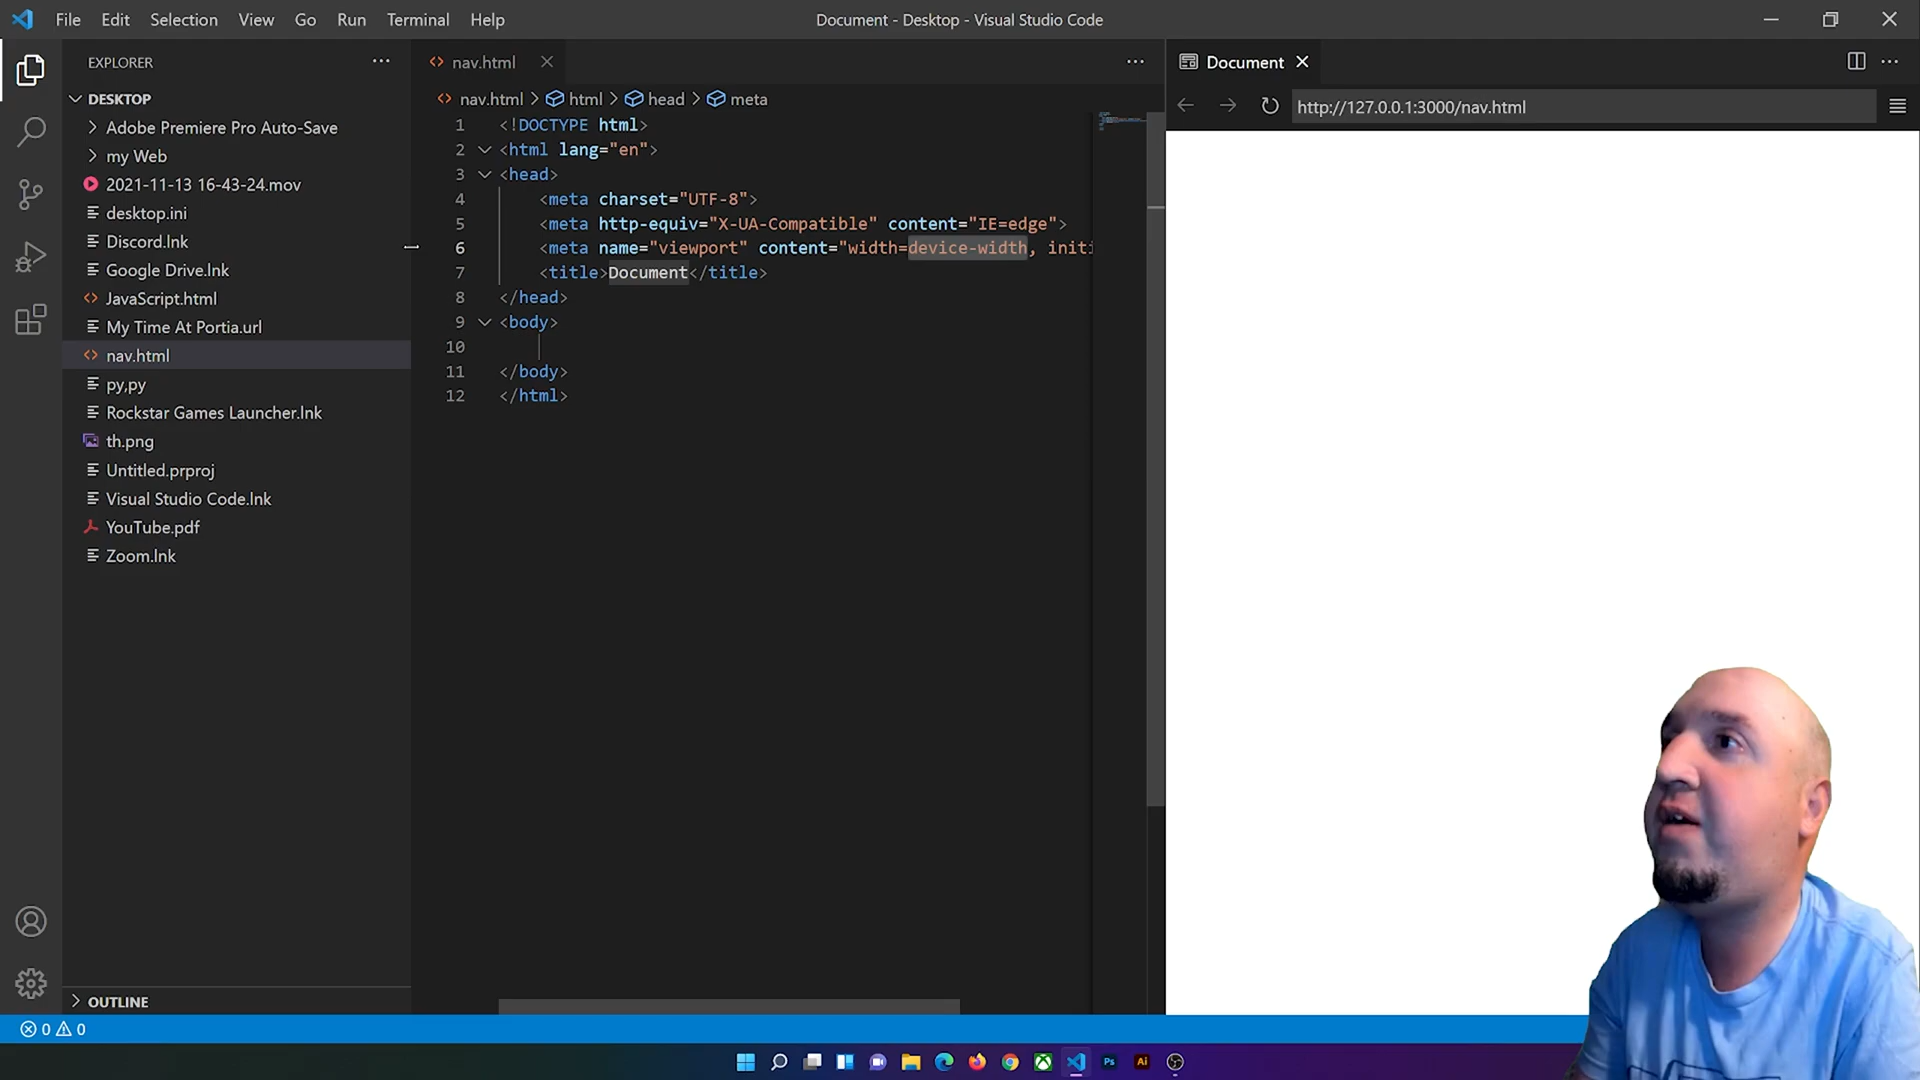 File Edit Selection View Go Run Terminal Help
Document - Desktop - Visual Studio Code
EXPLORER
DESKTOP
Adobe Premiere Pro Auto-Save
my Web
2021-11-13 16-43-24.mov
desktop.ini
Discord.lnk
Google Drive.lnk
JavaScript.html
My Time At Portia.url
nav.html
py,py
Rockstar Games Launcher.lnk
th.png
Untitled.prproj
Visual Studio Code.lnk
YouTube.pdf
Zoom.lnk
OUTLINE
nav.html
nav.html > html > head > meta
1 <!DOCTYPE html>
2 <html lang="en">
3 <head>
4 <meta charset="UTF-8">
5 <meta http-equiv="X-UA-Compatible" content="IE=edge">
6 <meta name="viewport" content="width=device-width, initi
7 <title>Document</title>
8 </head>
9 <body>
10
11 </body>
12 </html>
Document
http://127.0.0.1:3000/nav.html
0 0
Ps Ai